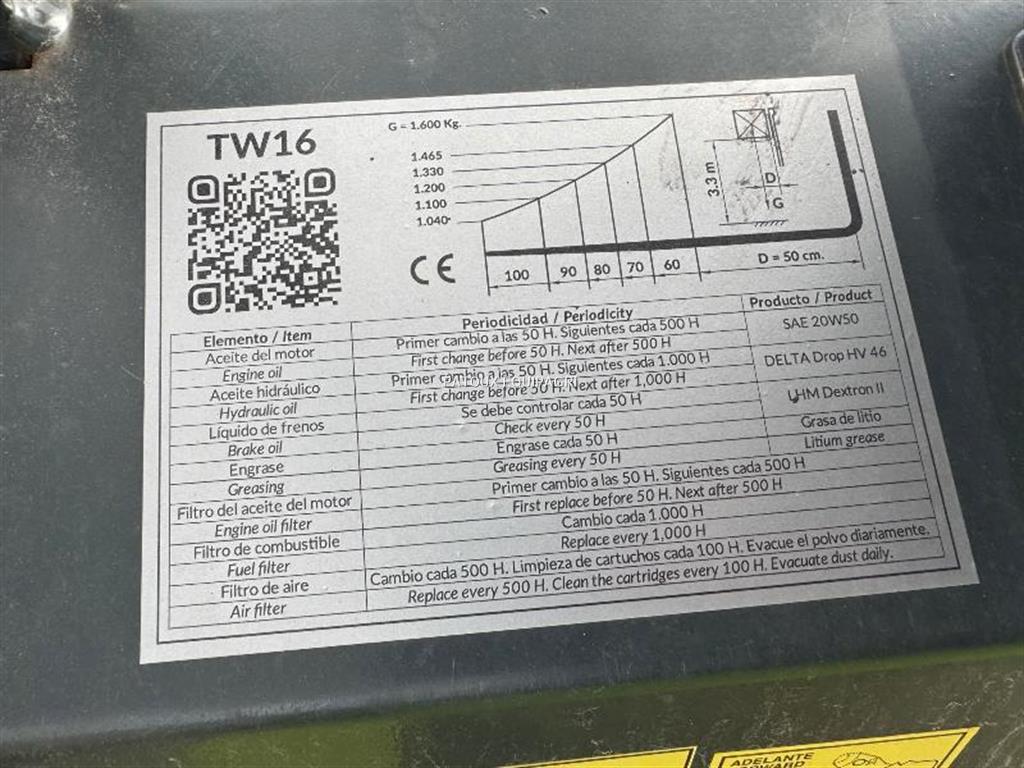 TW16
G = 1.600 Kg.
1.465
1.330
1.200
1.100
1.040
3.3 m
D
G
CE
100 90 80 70 60 D = 50 cm.
Elemento / Item Periodicidad / Periodicity Producto / Product
Aceite del motor Primer cambio a las 50 H. Siguientes cada 500 H SAE 20W50
Engine oil First change before 50 H. Next after 500 H
Aceite hidráulico Primer cambio a las 50 H. Siguientes cada 1.000 H DELTA Drop HV 46
Hydraulic oil First change before 50 H. Next after 1,000 H
Líquido de frenos Se debe controlar cada 50 H LHM Dextron II
Brake oil Check every 50 H
Engrase Engrase cada 50 H Grasa de litio
Greasing Greasing every 50 H Litium grease
Filtro del aceite del motor Primer cambio a las 50 H. Siguientes cada 500 H
Engine oil filter First replace before 50 H. Next after 500 H
Filtro de combustible Cambio cada 1.000 H
Fuel filter Replace every 1,000 H
Filtro de aire Cambio cada 500 H. Limpieza de cartuchos cada 100 H. Evacue el polvo diariamente.
Air filter Replace every 500 H. Clean the cartridges every 100 H. Evacuate dust daily.
ADELANTE